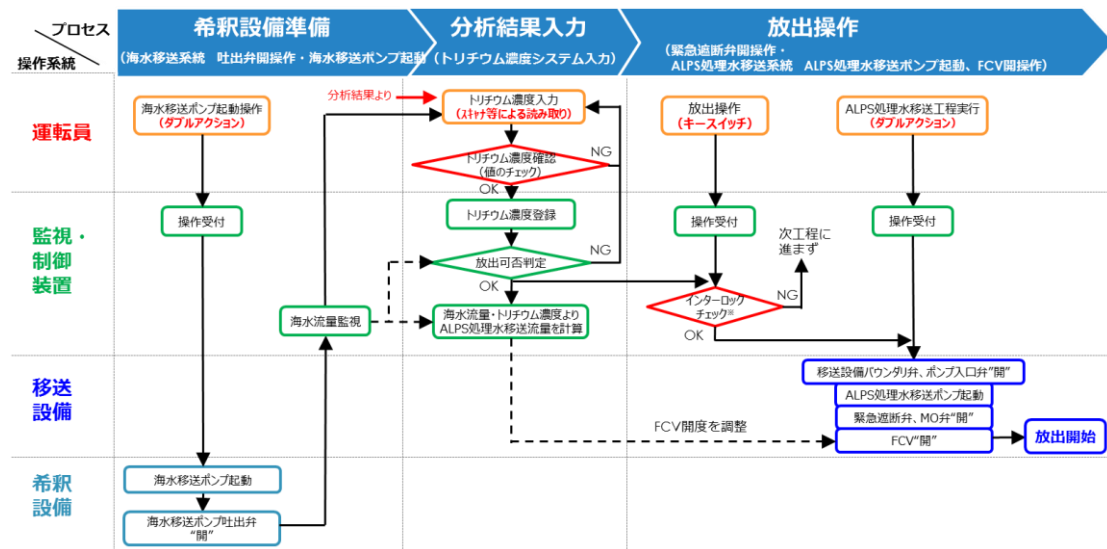 プロセス
操作系統
希釈設備準備
(海水移送系統 吐出弁開操作・海水移送ポンプ起動)
分析結果入力
(トリチウム濃度システム入力)
放出操作
(緊急遮断弁開操作・
ALPS処理水移送系統 ALPS処理水移送ポンプ起動、FCV開操作)
運転員
海水移送ポンプ起動操作
(ダブルアクション)
分析結果より
トリチウム濃度入力
(スキャナ等による読み取り)
トリチウム濃度確認
(値のチェック)
NG
OK
放出操作
(キースイッチ)
ALPS処理水移送工程実行
(ダブルアクション)
監視・
制御
装置
操作受付
トリチウム濃度登録
放出可否判定
NG
OK
海水流量監視
海水流量・トリチウム濃度より
ALPS処理水移送流量を計算
操作受付
インターロック
チェック※
NG
OK
次工程に
進まず
操作受付
移送
設備
移送設備バウンダリ弁、ポンプ入口弁"開"
ALPS処理水移送ポンプ起動
緊急遮断弁、MO弁"開"
FCV"開"
FCV開度を調整
放出開始
希釈
設備
海水移送ポンプ起動
海水移送ポンプ吐出弁
"開"